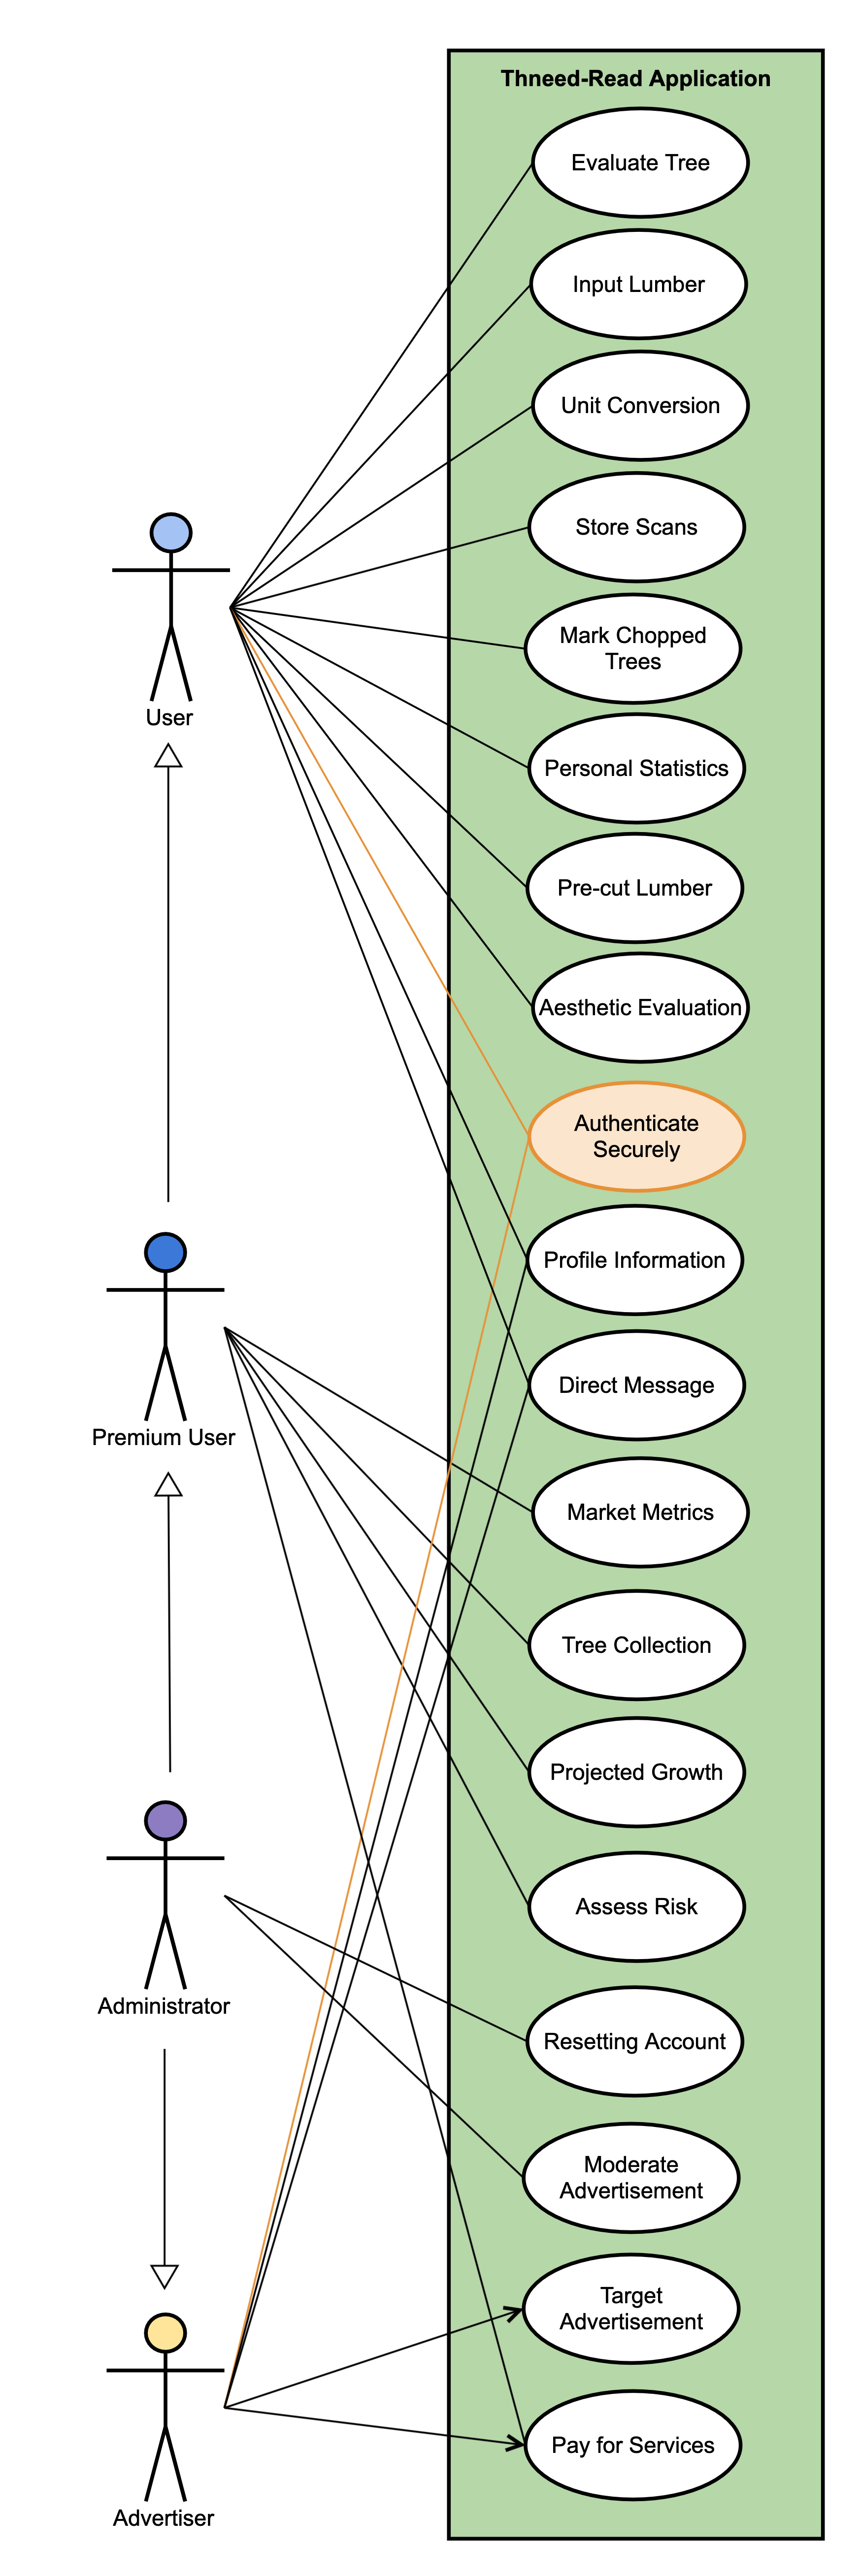 Thneed-Read Application
Evaluate Tree
Input Lumber
Unit Conversion
Store Scans
Mark Chopped
Trees
User
Personal Statistics
Pre-cut Lumber
Aesthetic Evaluation
Authenticate
Securely
Profile Information
Direct Message
Premium User
Market Metrics
Tree Collection
Projected Growth
Assess Risk
Administrator
Resetting Account
Moderate
Advertisement
Target
Advertisement
Pay for Services
Advertiser